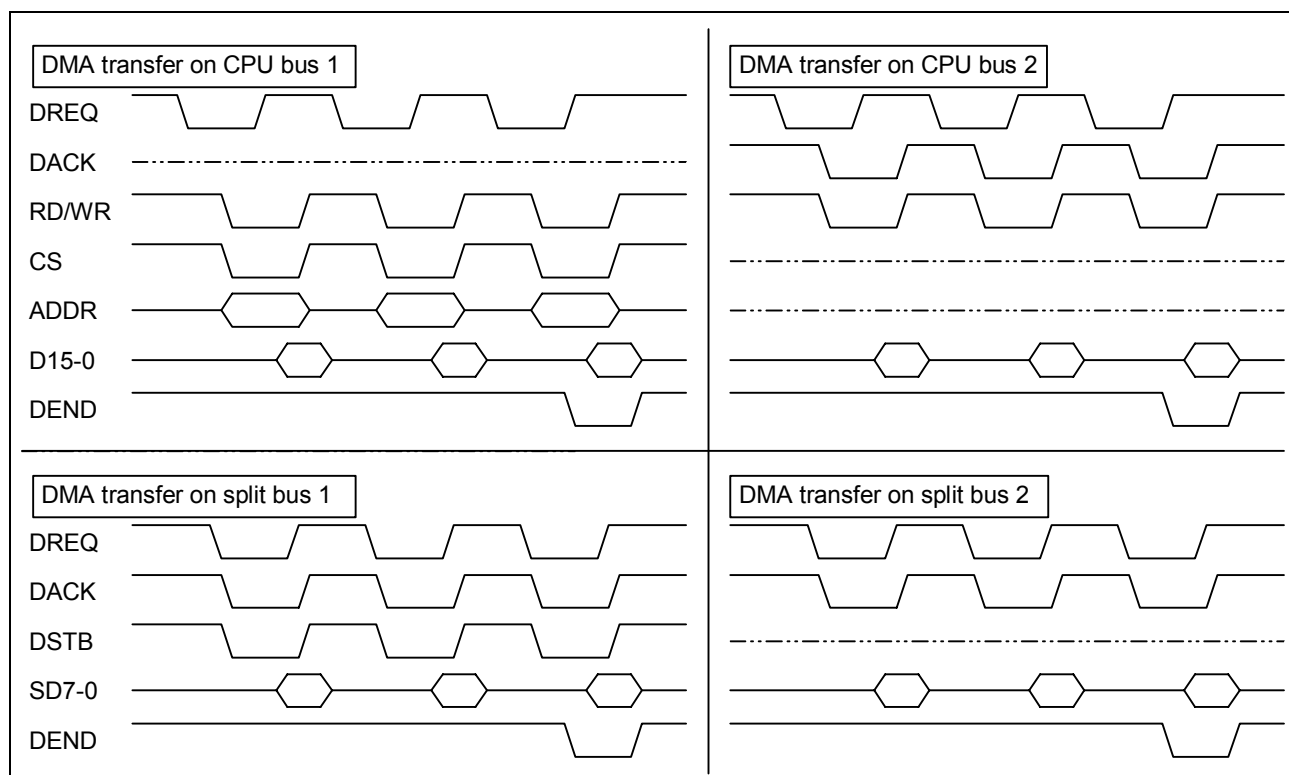 DMA transfer on CPU bus 1
DREQ
DACK
RD/WR
CS
ADDR
D15-0
DEND
DMA transfer on CPU bus 2
DMA transfer on split bus 1
DREQ
DACK
DSTB
SD7-0
DEND
DMA transfer on split bus 2